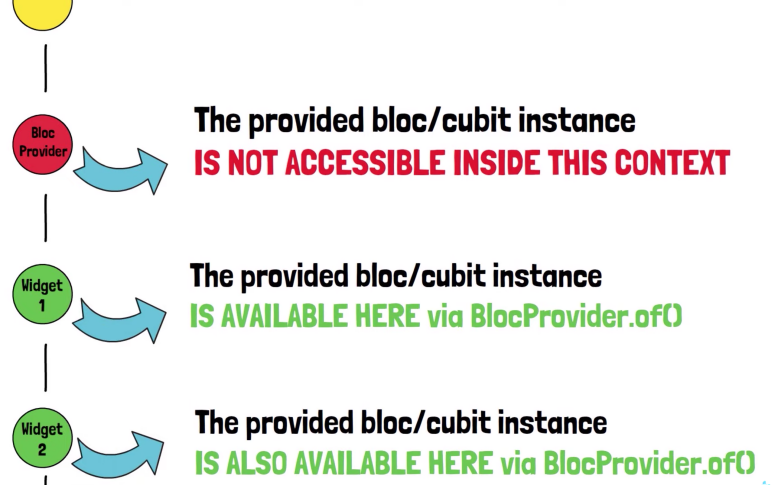 Bloc
Provider
The provided bloc/cubit instance
IS NOT ACCESSIBLE INSIDE THIS CONTEXT
Widget
1
The provided bloc/cubit instance
IS AVAILABLE HERE via BlocProvider.of()
Widget
2
The provided bloc/cubit instance
IS ALSO AVAILABLE HERE via BlocProvider.of()